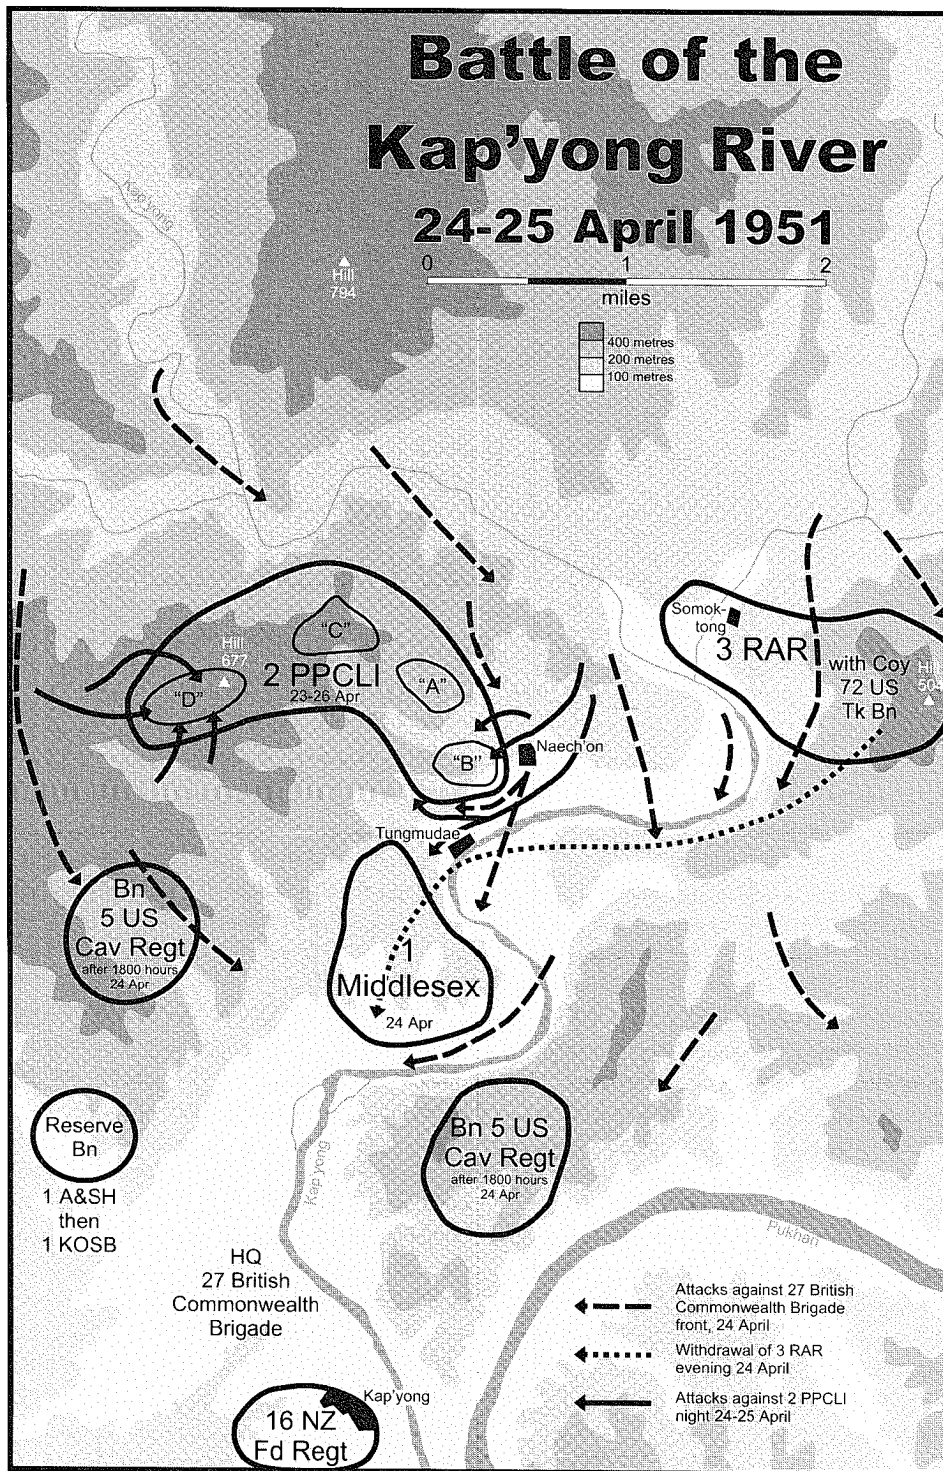 Battle of the
Kap'yong River
24-25 April 1951
0 1 2
miles
400 metres
200 metres
100 metres
Kap'yong
Hill
794
"C"
Hill
677
2 PPCLI
23-26 Apr
"D"
"A"
"B"
Somok-
tong
3 RAR
with Coy
72 US
Tk Bn
Naech'on
Tungmudae
Bn
5 US
Cav Regt
after 1800 hours
24 Apr
1
Middlesex
24 Apr
Reserve
Bn
1 A&SH
then
1 KOSB
Bn 5 US
Cav Regt
after 1800 hours
24 Apr
Kap'yong
Pukhan
HQ
27 British
Commonwealth
Brigade
Kap'yong
16 NZ
Fd Regt
Attacks against 27 British
Commonwealth Brigade
front, 24 April
Withdrawal of 3 RAR
evening 24 April
Attacks against 2 PPCLI
night 24-25 April